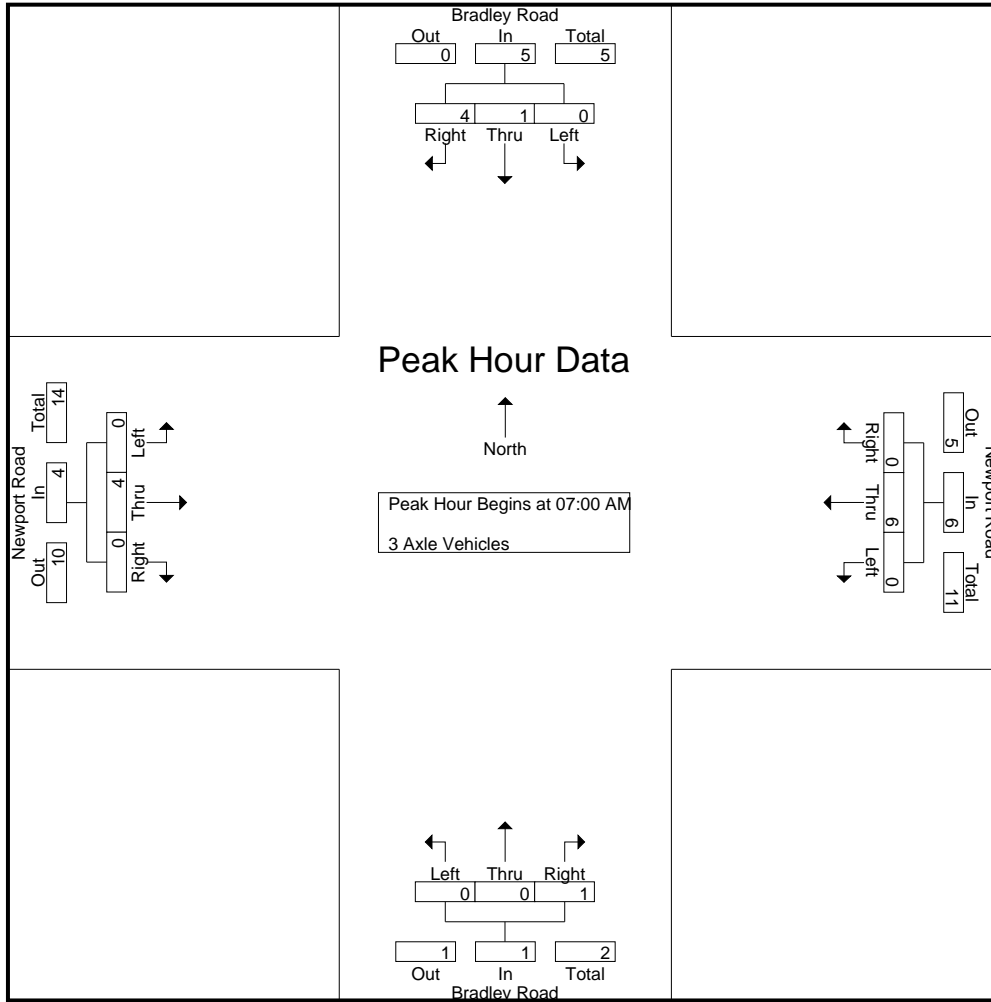 Bradley Road
Out In Total
0 5 5
4 1 0
Right Thru Left
Peak Hour Data
North
Peak Hour Begins at 07:00 AM
3 Axle Vehicles
Newport Road
Out In Total
10 4 14
Left Thru Right
0 4 0
Newport Road
Out In Total
5 6 11
Right Thru Left
0 6 0
Left Thru Right
0 0 1
1 1 2
Out In Total
Bradley Road